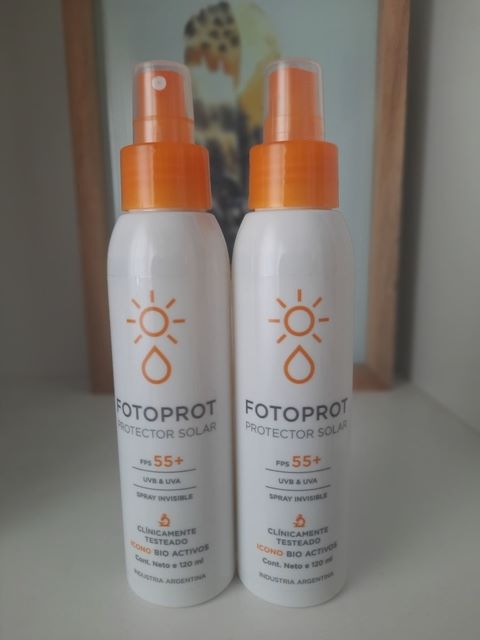 FOTOPROT
PROTECTOR SOLAR
FPS 55+
UVB & UVA
SPRAY INVISIBLE
CLÍNICAMENTE
TESTEADO
ICONO BIO ACTIVOS
Cont. Neto e 120 ml
INDUSTRIA ARGENTINA
FOTOPROT
PROTECTOR SOLAR
FPS 55+
UVB & UVA
SPRAY INVISIBLE
CLÍNICAMENTE
TESTEADO
ICONO BIO ACTIVOS
Cont. Neto e 120 ml
INDUSTRIA ARGENTINA